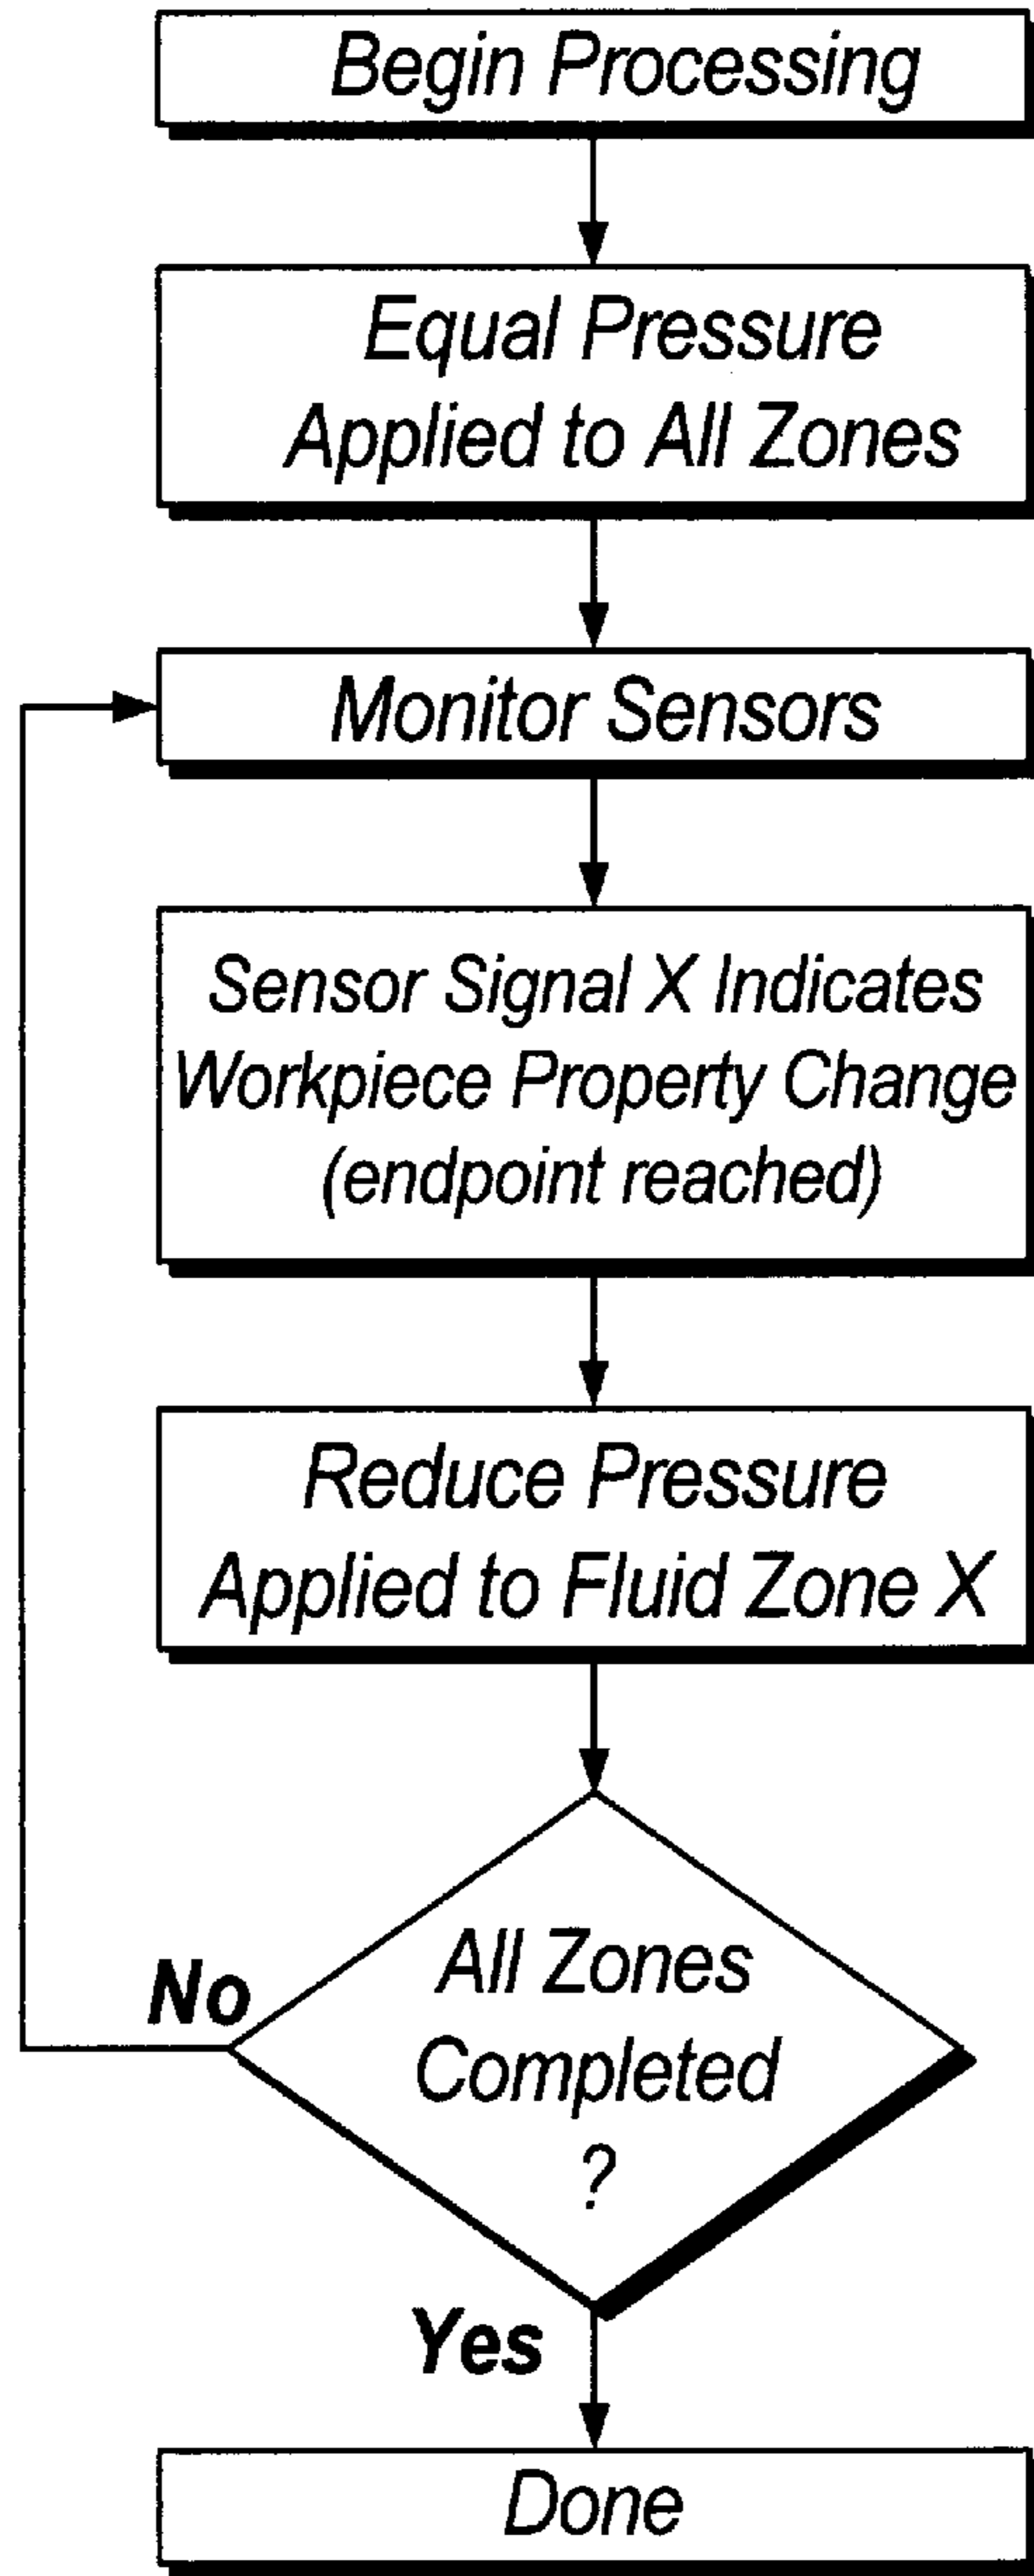 Begin Processing
Equal Pressure
Applied to All Zones
Monitor Sensors
Sensor Signal X Indicates
Workpiece Property Change
(endpoint reached)
Reduce Pressure
Applied to Fluid Zone X
All Zones
Completed
?
No
Yes
Done